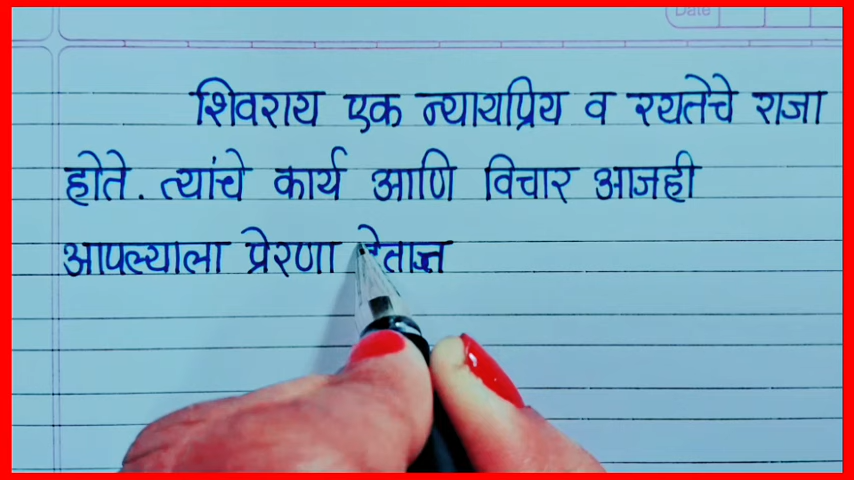 Date
शिवराय एक न्यायप्रिय व रयतेचे राजा
होते. त्यांचे कार्य आणि विचार आजही
आपल्याला प्रेरणा